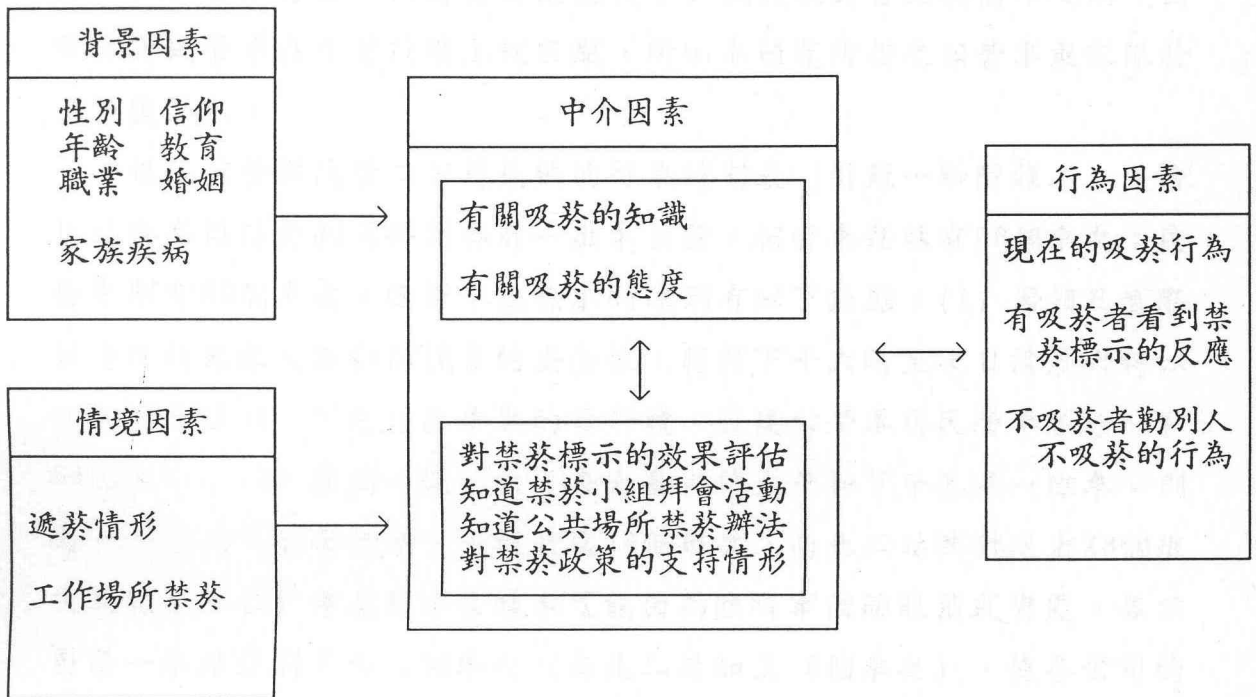 背景因素
性別 信仰
年齡 教育
職業 婚姻
家族疾病
情境因素
遞菸情形
工作場所禁菸
中介因素
有關吸菸的知識
有關吸菸的態度
對禁菸標示的效果評估
知道禁菸小組拜會活動
知道公共場所禁菸辦法
對禁菸政策的支持情形
行為因素
現在的吸菸行為
有吸菸者看到禁
菸標示的反應
不吸菸者勸別人
不吸菸的行為